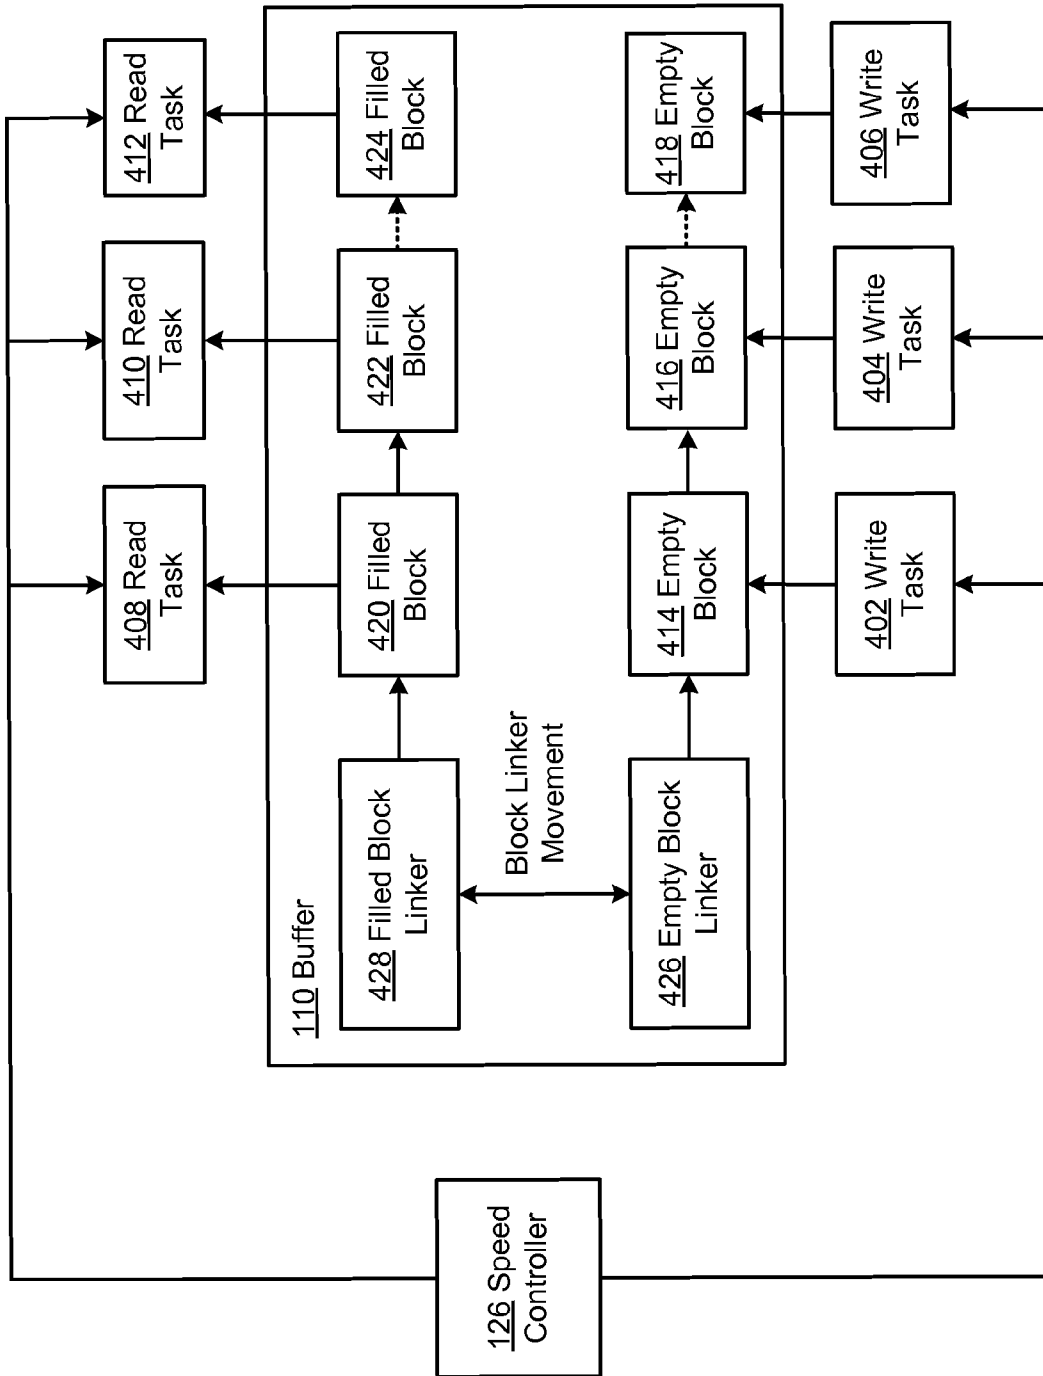 408 Read
Task
410 Read
Task
412 Read
Task
110 Buffer
428 Filled Block
Linker
420 Filled
Block
422 Filled
Block
424 Filled
Block
126 Speed
Controller
Block Linker
Movement
426 Empty Block
Linker
414 Empty
Block
416 Empty
Block
418 Empty
Block
402 Write
Task
404 Write
Task
406 Write
Task